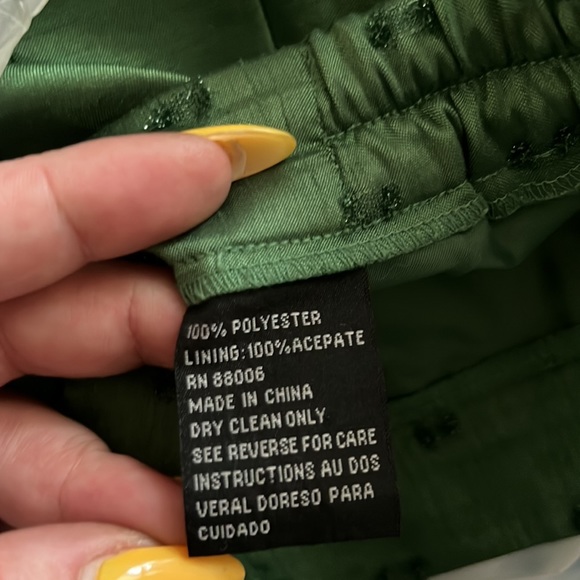 100% POLYESTER
LINING:100%ACEPATE
RN 88006
MADE IN CHINA
DRY CLEAN ONLY
SEE REVERSE FOR CARE
INSTRUCTIONS AU DOS
VERAL DORESO PARA
CUIDADO